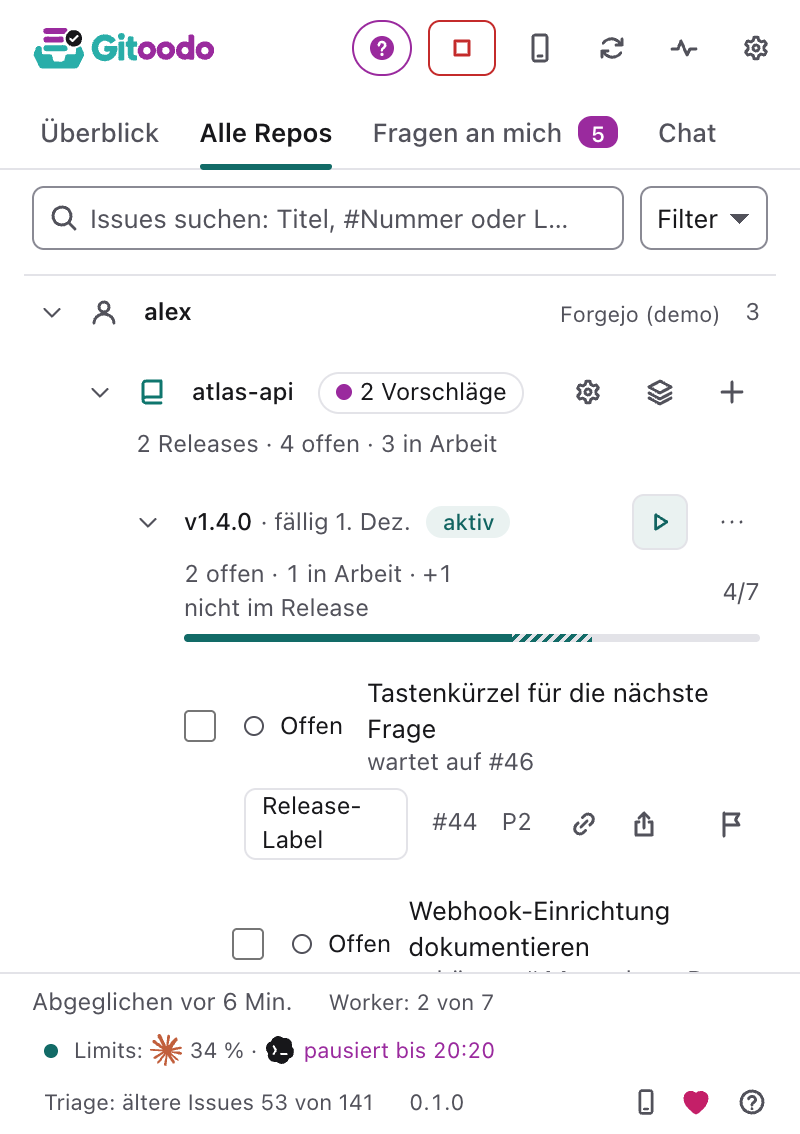 Gitoodo
Überblick Alle Repos Fragen an mich 5 Chat
Issues suchen: Titel, #Nummer oder L... Filter
alex Forgejo (demo) 3
atlas-api 2 Vorschläge
2 Releases · 4 offen · 3 in Arbeit
v1.4.0 · fällig 1. Dez. aktiv ...
2 offen · 1 in Arbeit · +1
nicht im Release
4/7
Tastenkürzel für die nächste
Frage
Offen
wartet auf #46
Release-
Label
#44 P2
Webhook-Einrichtung
dokumentieren
Offen
Abgeglichen vor 6 Min. Worker: 2 von 7
Limits: 34 % · pausiert bis 20:20
Triage: ältere Issues 53 von 141 0.1.0